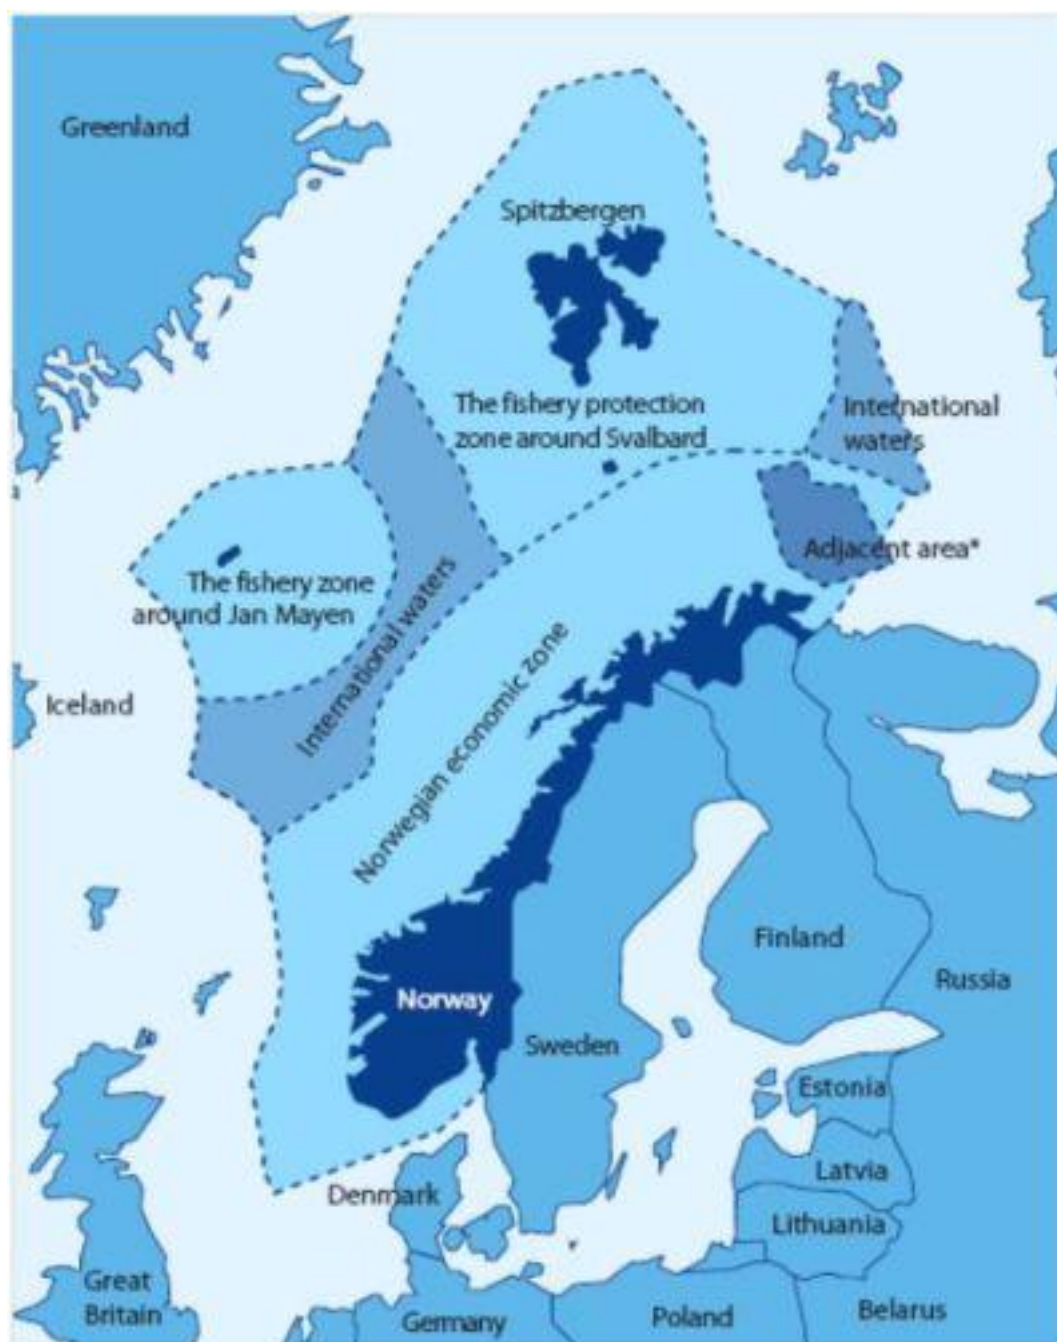 Greenland
Spitzbergen
The fishery protection
zone around Svalbard
International
waters
Adjacent area*
The fishery zone
around Jan Mayen
International waters
Iceland
Norwegian economic zone
Finland
Norway
Russia
Sweden
Estonia
Latvia
Denmark
Lithuania
Great
Britain
Germany
Poland
Belarus